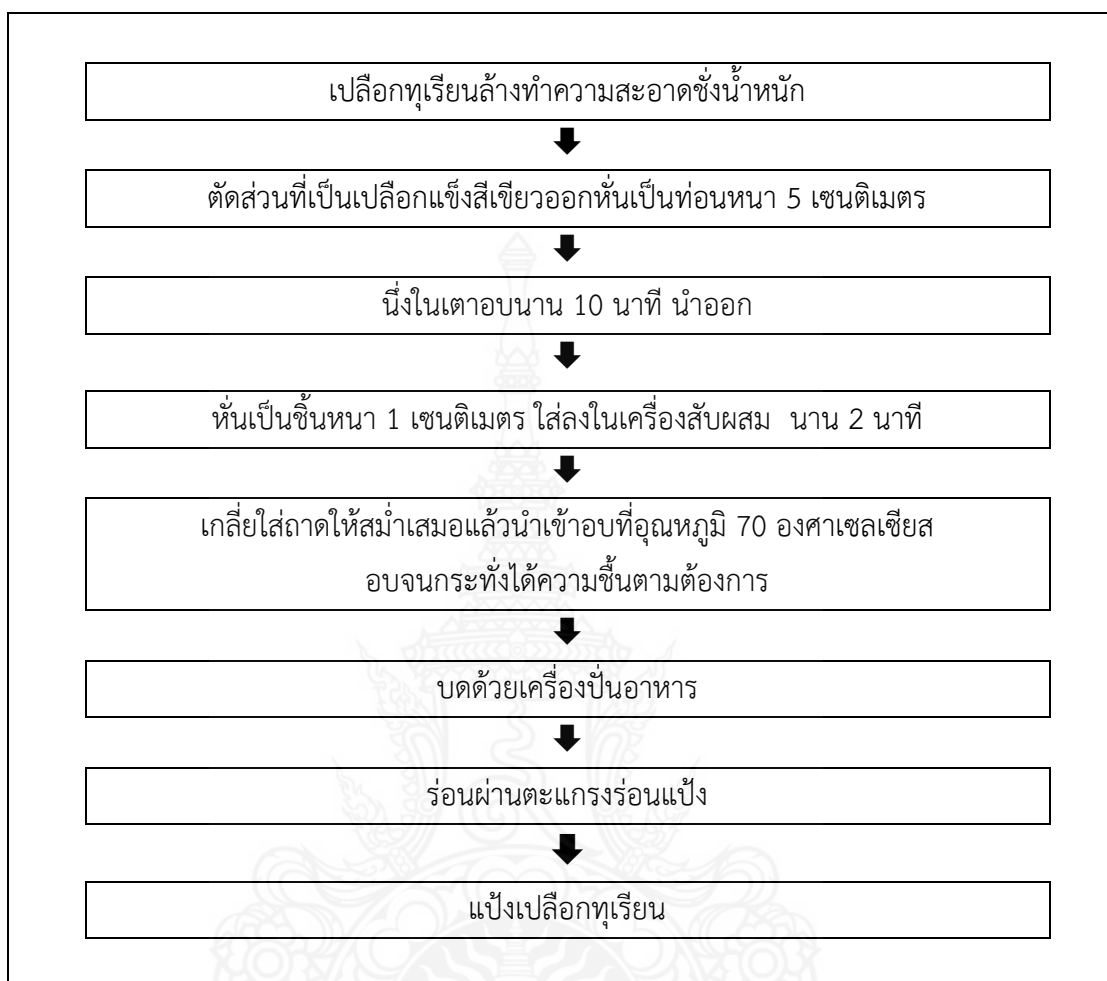 เปลือกทุเรียนล้างทำความสะอาดชั่งน้ำหนัก
ตัดส่วนที่เป็นเปลือกแข็งสีเขียวออกหั่นเป็นท่อนหนา 5 เซนติเมตร
นึ่งในเตาอบนาน 10 นาที นำออก
หั่นเป็นชิ้นหนา 1 เซนติเมตร ใส่ลงในเครื่องสับผสม นาน 2 นาที
เกลี่ยใส่ถาดให้สม่ำเสมอแล้วนำเข้าอบที่อุณหภูมิ 70 องศาเซลเซียส
อบจนกระทั่งได้ความชื้นตามต้องการ
บดด้วยเครื่องปั่นอาหาร
ร่อนผ่านตะแกรงร่อนแป้ง
แป้งเปลือกทุเรียน